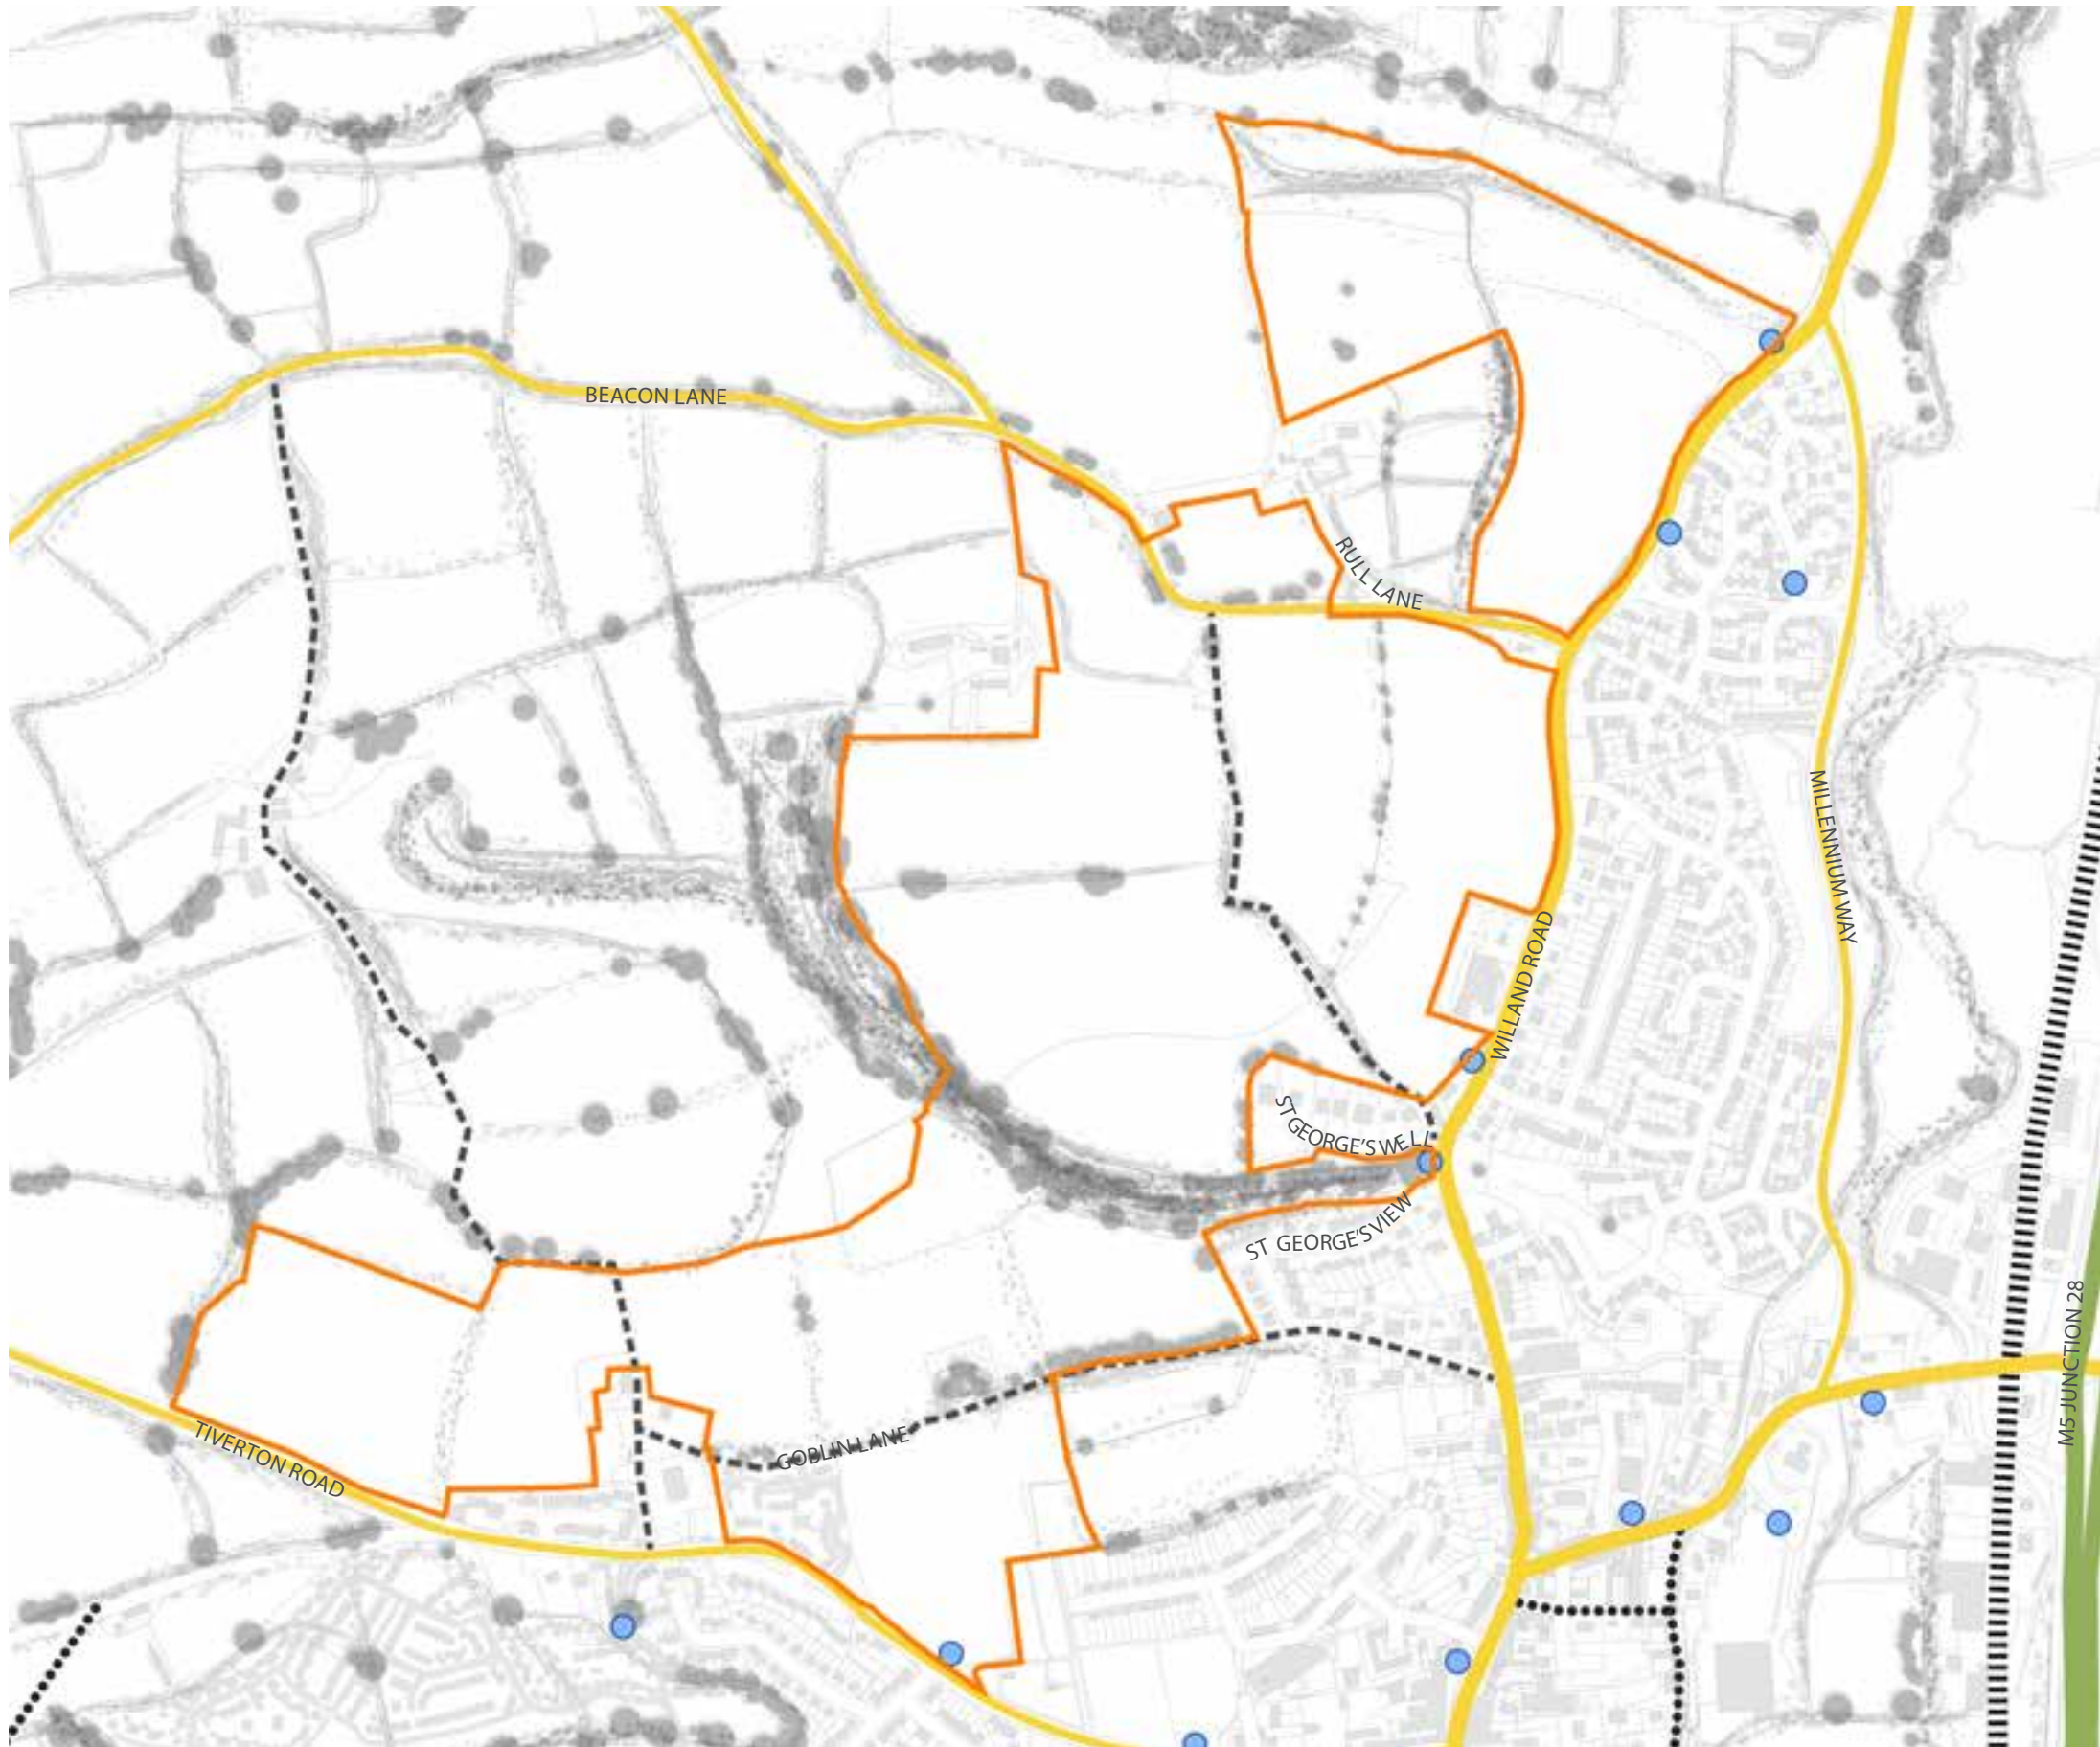 BEACON LANE
RULL LANE
MILLENNIUM WAY
WILLAND ROAD
ST GEORGE'S WELL
ST GEORGE'S VIEW
M5 JUNCTION 28
TIVERTON ROAD
GOBLIN LANE